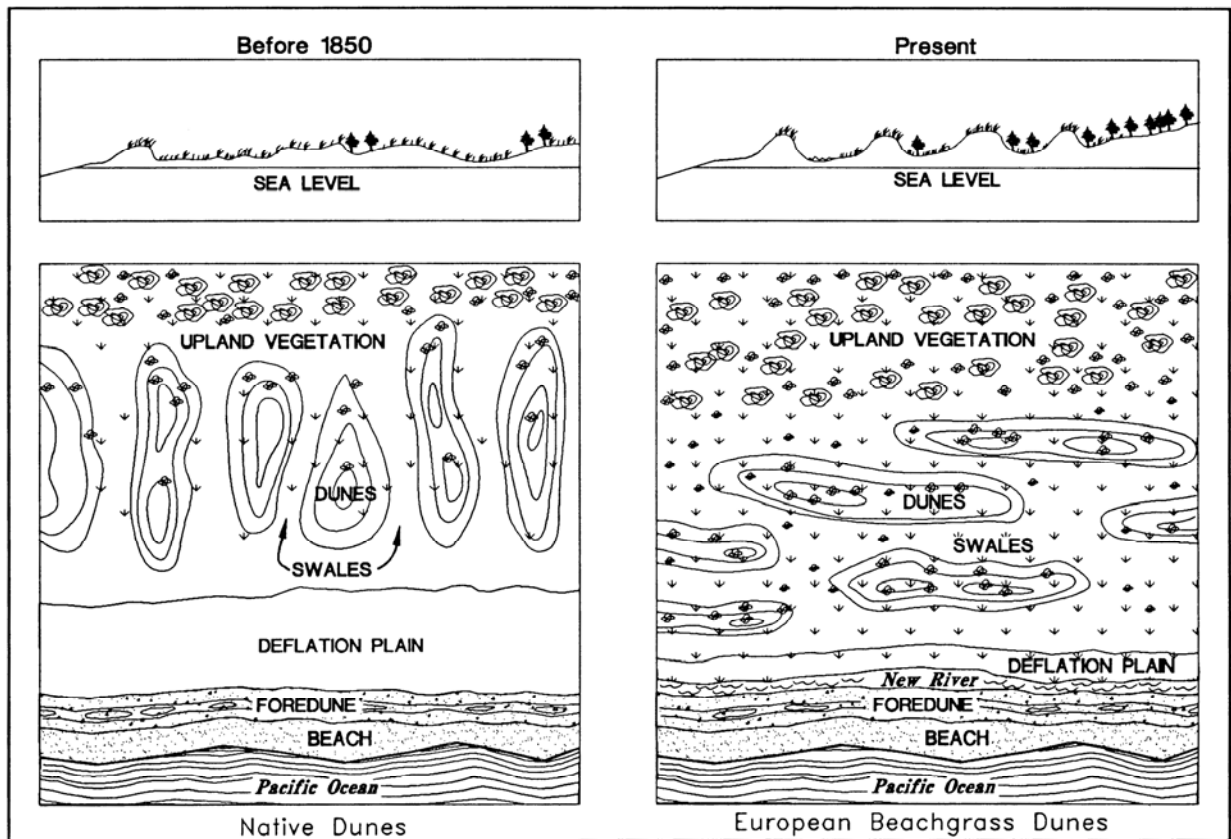 Before 1850
SEA LEVEL
Present
SEA LEVEL
UPLAND VEGETATION
DUNES
SWALES
DEFLATION PLAIN
FOREDUNE
BEACH
Pacific Ocean
Native Dunes
UPLAND VEGETATION
DUNES
SWALES
DEFLATION PLAIN
New River
FOREDUNE
BEACH
Pacific Ocean
European Beachgrass Dunes